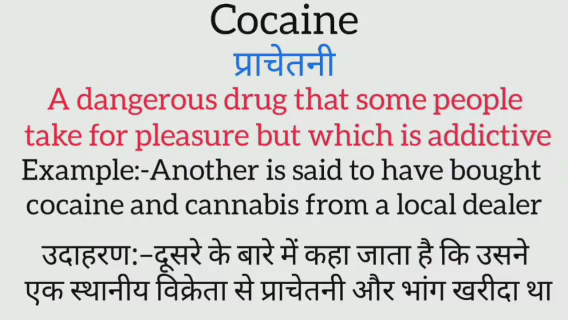 Cocaine
प्राचेतनी
A dangerous drug that some people
take for pleasure but which is addictive
Example:-Another is said to have bought
cocaine and cannabis from a local dealer
उदाहरण:–दूसरे के बारे में कहा जाता है कि उसने
एक स्थानीय विक्रेता से प्राचेतनी और भांग खरीदा था